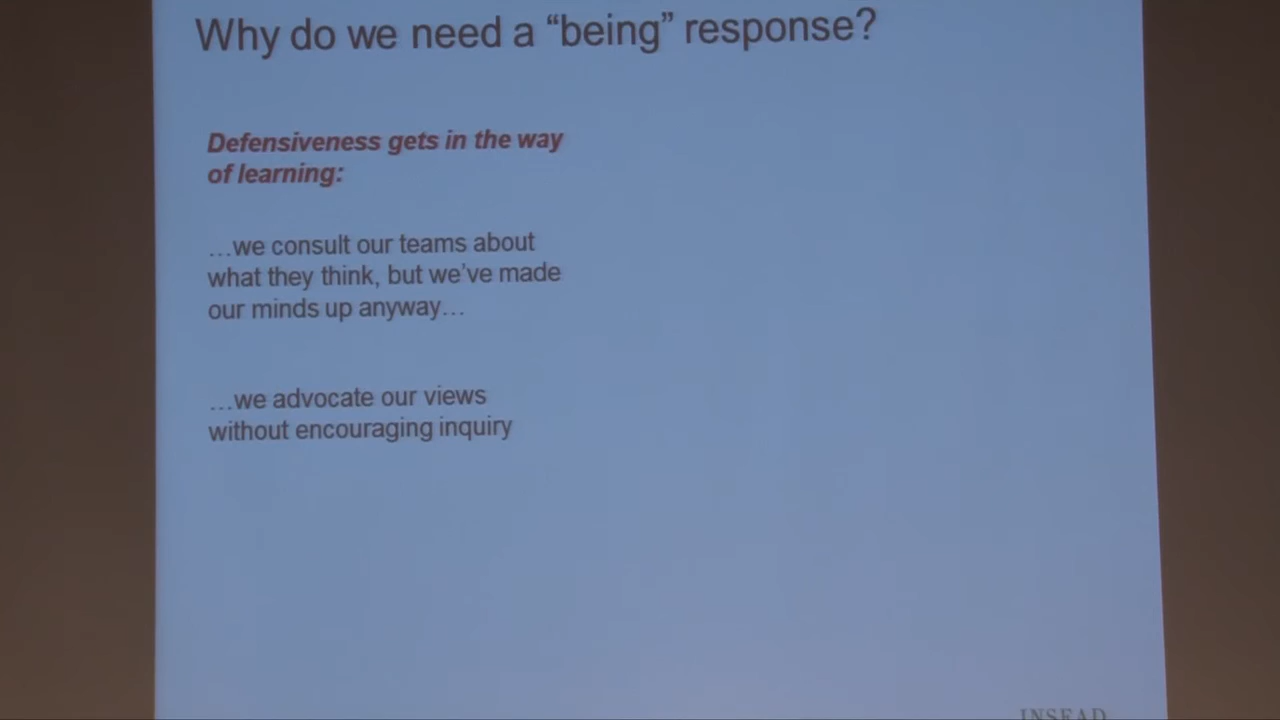 Why do we need a “being” response?
Defensiveness gets in the way
of learning:
…we consult our teams about
what they think, but we’ve made
our minds up anyway…
…we advocate our views
without encouraging inquiry
INSEAD